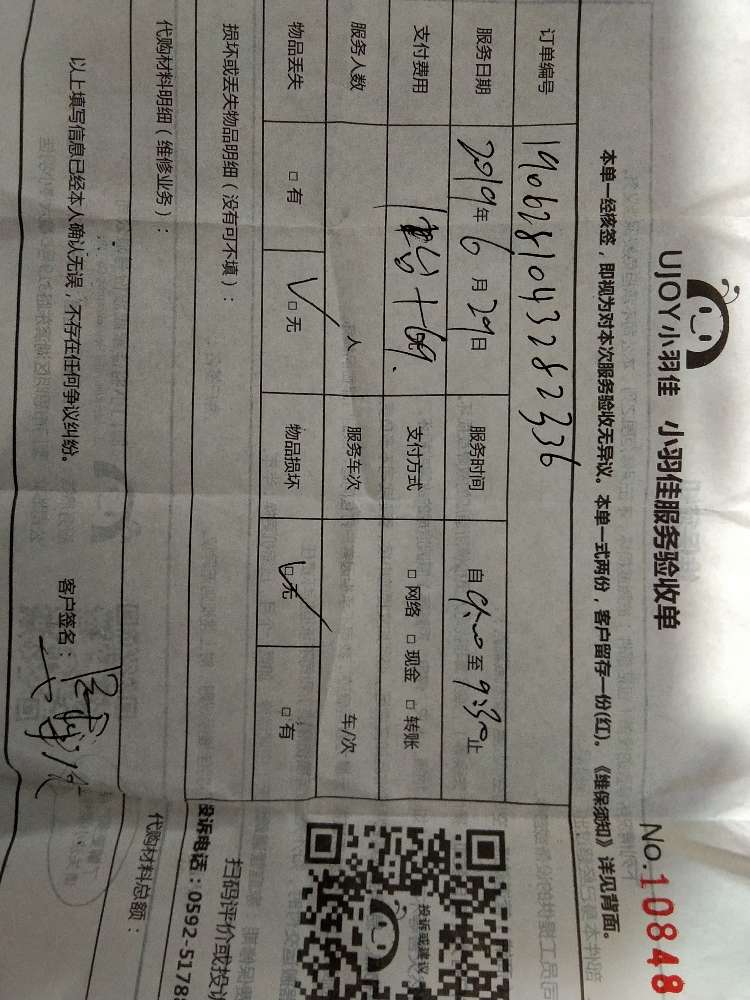 UJOY小羽佳 小羽佳服务验收单
No.10848
本单一经核签，即视为对本次服务验收无异议。本单一式两份，客户留存一份(红)。《维保须知》详见背面。
订单编号 1906281043282336
服务日期 2019年6月29日 服务时间 自 至9:30止
支付费用 支付方式 □网络 □现金 □转账
服务人数 人 服务车次 车/次
物品丢失 □有 ✓□无 物品损坏 ✓□无 □有
损坏或丢失物品明细（没有可不填）：
代购材料明细（维修业务）：
代购材料总额：
以上填写信息已经本人确认无误，不存在任何争议纠纷。 客户签名：
投诉或建议
扫码评价或投诉
投诉电话：0592-5178